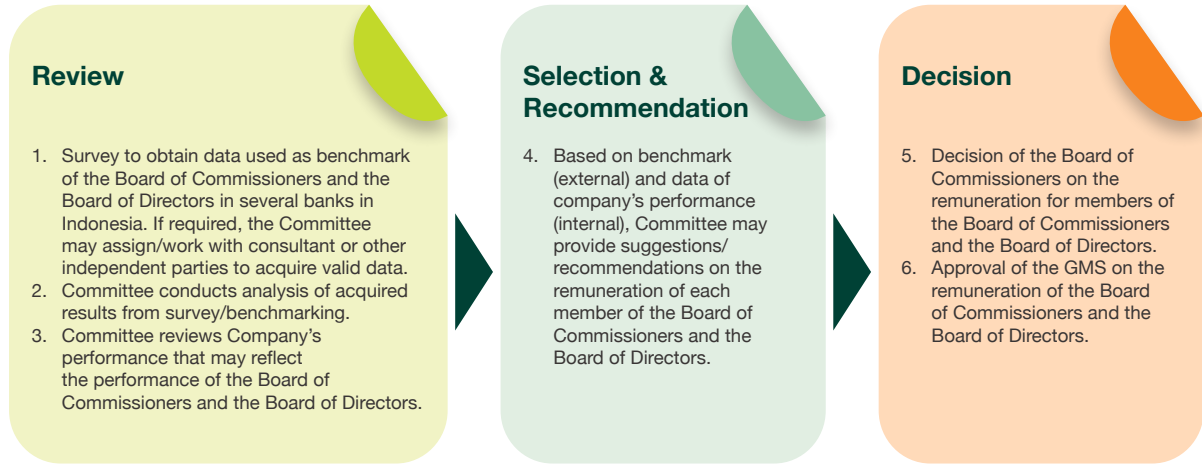 Review
1. Survey to obtain data used as benchmark
of the Board of Commissioners and the
Board of Directors in several banks in
Indonesia. If required, the Committee
may assign/work with consultant or other
independent parties to acquire valid data.
2. Committee conducts analysis of acquired
results from survey/benchmarking.
3. Committee reviews Company's
performance that may reflect
the performance of the Board of
Commissioners and the Board of Directors.
Selection &
Recommendation
4. Based on benchmark
(external) and data of
company's performance
(internal), Committee may
provide suggestions/
recommendations on the
remuneration of each
member of the Board of
Commissioners and the
Board of Directors.
Decision
5. Decision of the Board of
Commissioners on the
remuneration for members of
the Board of Commissioners
and the Board of Directors.
6. Approval of the GMS on the
remuneration of the Board
of Commissioners and the
Board of Directors.